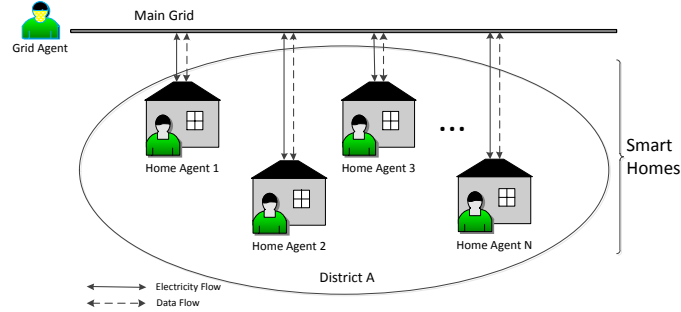 Main Grid
Grid Agent
Home Agent 1
Home Agent 3
...
Smart
Homes
Home Agent 2
Home Agent N
District A
Electricity Flow
Data Flow